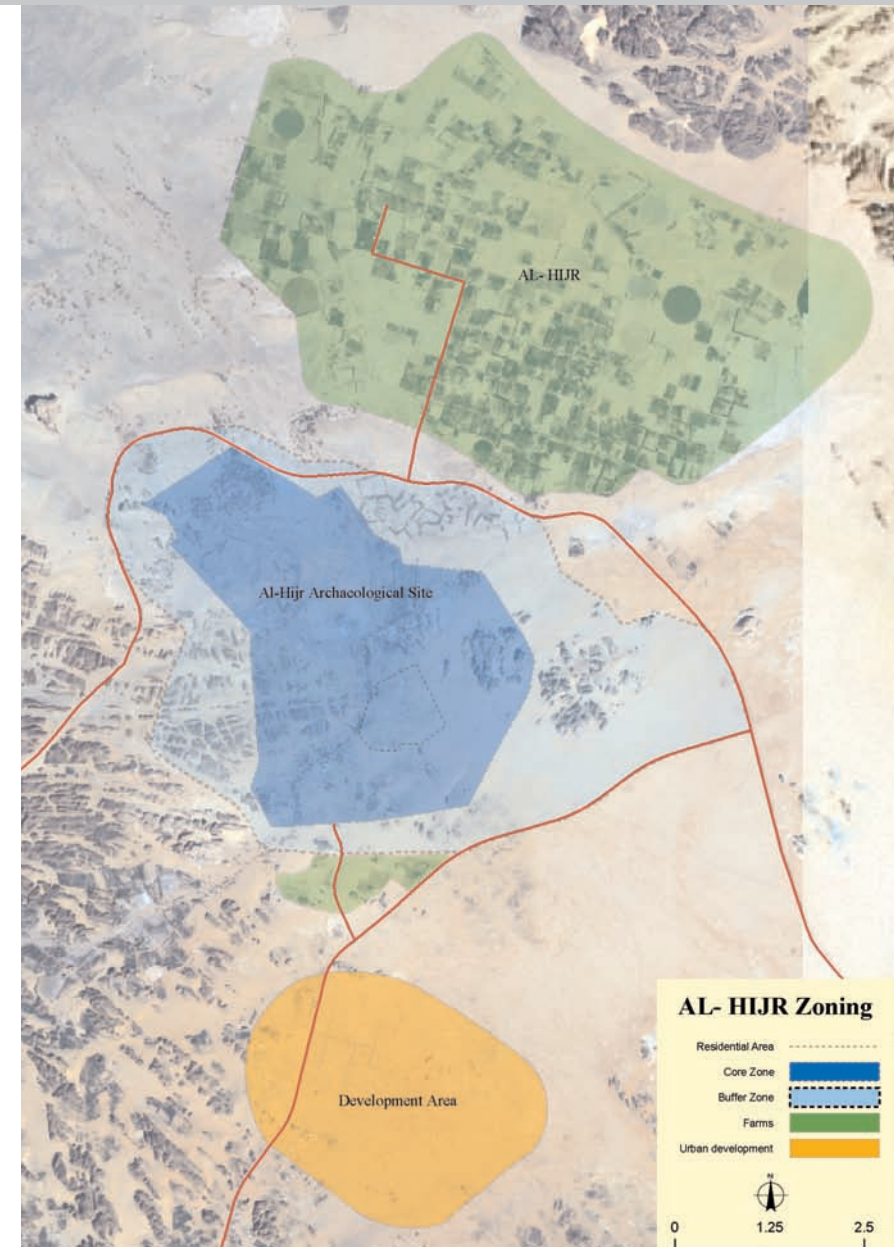 AL- HIJR
Al-Hijr Archaeological Site
Development Area
AL- HIJR Zoning
Residential Area
Core Zone
Buffer Zone
Farms
Urban development
N
0 1.25 2.5